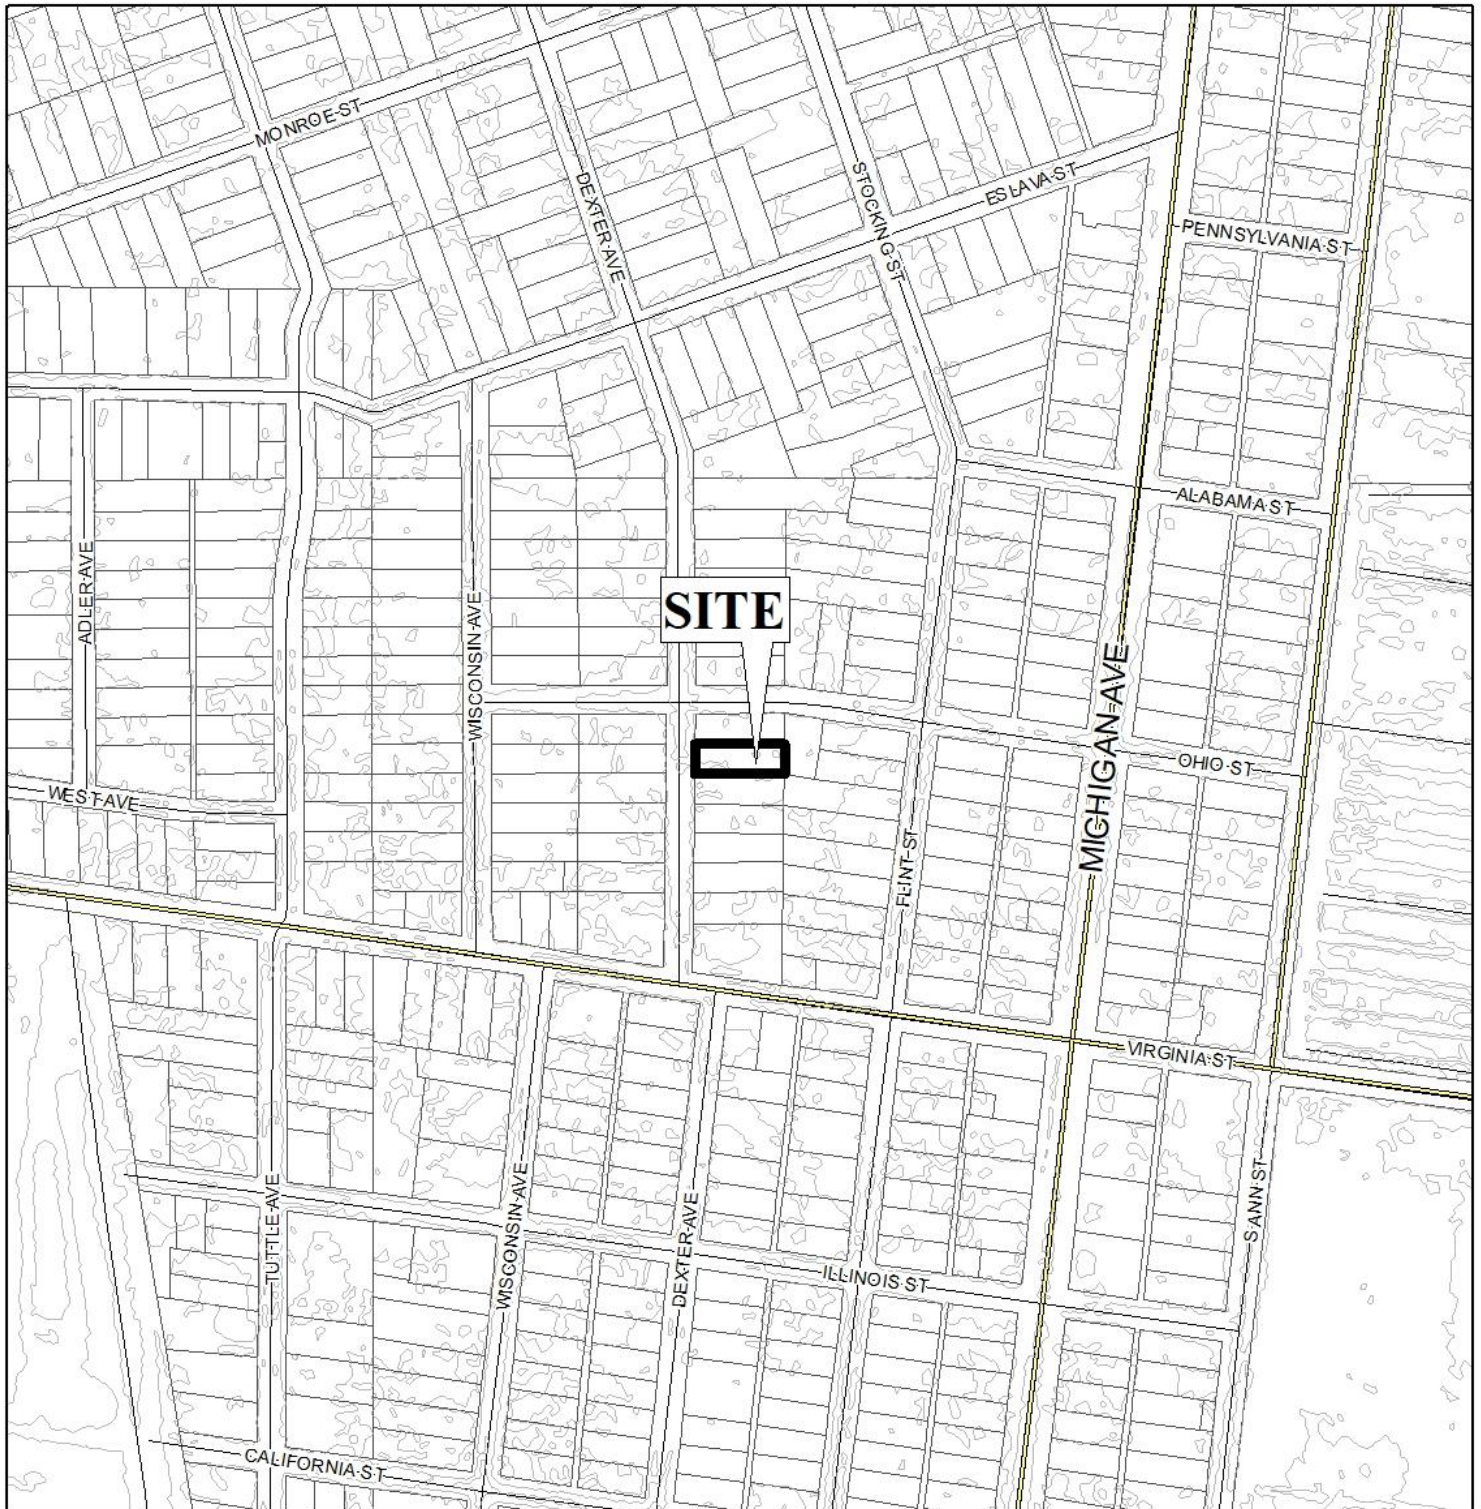 MONROE ST
DEXTER AVE
STOCKING ST
ESLAVA ST
PENNSYLVANIA ST
ALABAMA ST
ADLER AVE
WISCONSIN AVE
SITE
MICHIGAN AVE
OHIO ST
WEST AVE
FLINT ST
VIRGINIA ST
TUTTLE AVE
WISCONSIN AVE
DEXTER AVE
S ANN ST
ILLINOIS ST
CALIFORNIA ST